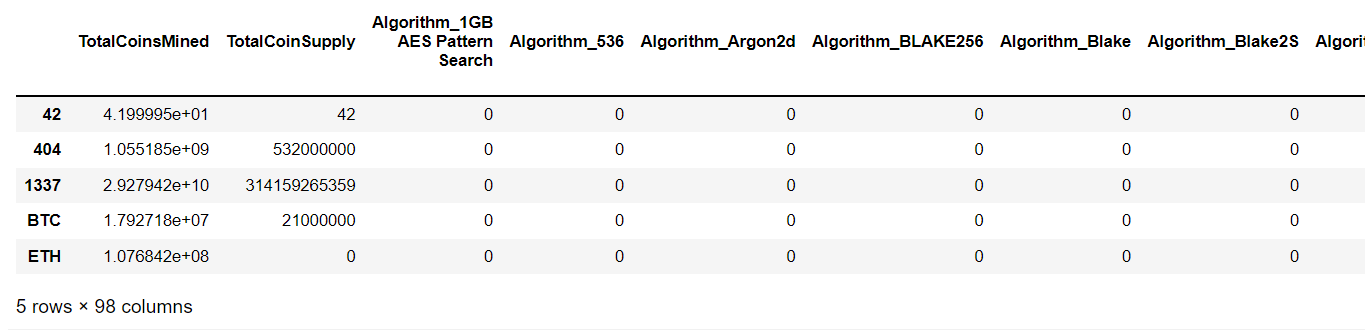 TotalCoinsMined TotalCoinSupply Algorithm_1GB AES Pattern Search Algorithm_536 Algorithm_Argon2d Algorithm_BLAKE256 Algorithm_Blake Algorithm_Blake2S Algorith
42 4.199995e+01 42 0 0 0 0 0 0
404 1.055185e+09 532000000 0 0 0 0 0 0
1337 2.927942e+10 314159265359 0 0 0 0 0 0
BTC 1.792718e+07 21000000 0 0 0 0 0 0
ETH 1.076842e+08 0 0 0 0 0 0 0
5 rows × 98 columns